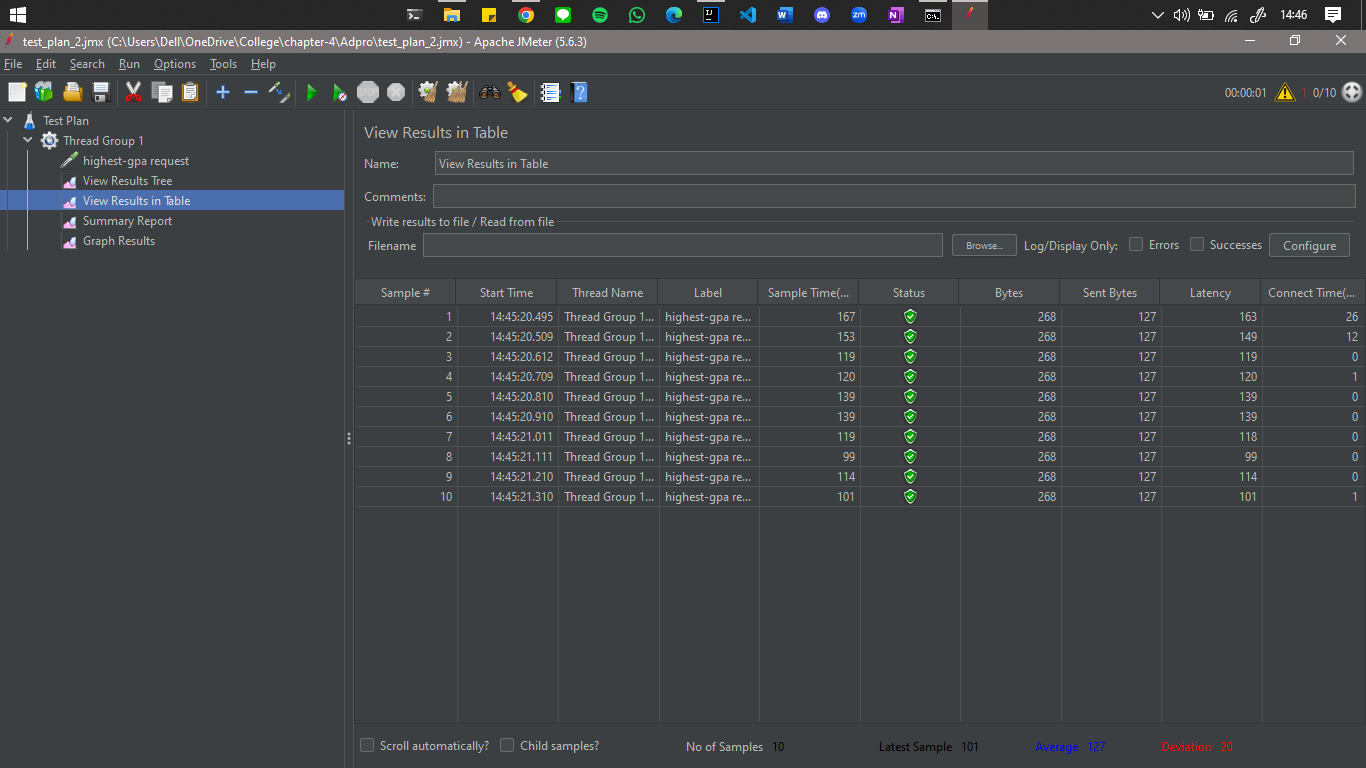 14:46
test_plan_2.jmx (C:\Users\Dell\OneDrive\College\chapter-4\Adpro\test_plan_2.jmx) - Apache JMeter (5.6.3)
File Edit Search Run Options Tools Help
00:00:01 1 0/10
Test Plan
Thread Group 1
highest-gpa request
View Results Tree
View Results in Table
Summary Report
Graph Results
View Results in Table
Name: View Results in Table
Comments:
Write results to file / Read from file
Filename Browse... Log/Display Only: Errors Successes Configure
Sample # Start Time Thread Name Label Sample Time(... Status Bytes Sent Bytes Latency Connect Time(...
1 14:45:20.495 Thread Group 1... highest-gpa re... 167 268 127 163 26
2 14:45:20.509 Thread Group 1... highest-gpa re... 153 268 127 149 12
3 14:45:20.612 Thread Group 1... highest-gpa re... 119 268 127 119 0
4 14:45:20.709 Thread Group 1... highest-gpa re... 120 268 127 120 1
5 14:45:20.810 Thread Group 1... highest-gpa re... 139 268 127 139 0
6 14:45:20.910 Thread Group 1... highest-gpa re... 139 268 127 139 0
7 14:45:21.011 Thread Group 1... highest-gpa re... 119 268 127 118 0
8 14:45:21.111 Thread Group 1... highest-gpa re... 99 268 127 99 0
9 14:45:21.210 Thread Group 1... highest-gpa re... 114 268 127 114 0
10 14:45:21.310 Thread Group 1... highest-gpa re... 101 268 127 101 1
Scroll automatically? Child samples? No of Samples 10 Latest Sample 101 Average 127 Deviation 20